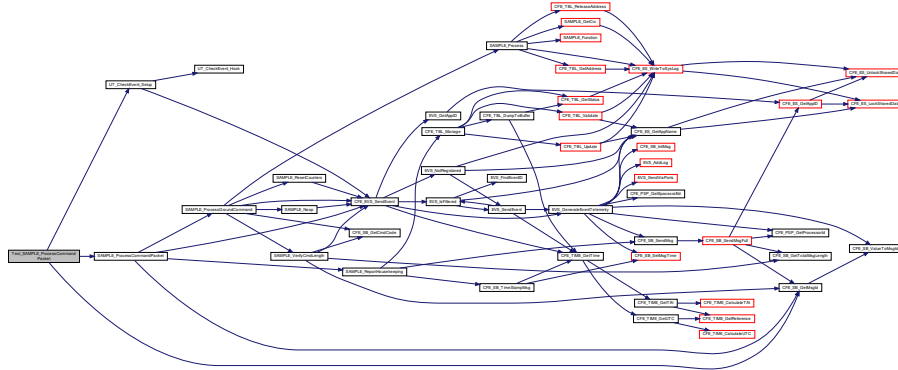 CFE_TBL_ReleaseAddress
SAMPLE_GetCrc
SAMPLE_Function
SAMPLE_Process
CFE_TBL_GetAddress
CFE_ES_WriteToSysLog
UT_CheckEvent_Hook
UT_CheckEvent_Setup
CFE_ES_UnlockSharedData
CFE_TBL_GetStatus
CFE_ES_GetAppID
CFE_ES_LockSharedData
EVS_GetAppID
CFE_TBL_DumpToBuffer
CFE_TBL_Validate
CFE_TBL_Manage
CFE_ES_GetAppName
CFE_TBL_Update
CFE_SB_InitMsg
EVS_AddLog
EVS_NotRegistered
EVS_FindEventID
EVS_SendViaPorts
SAMPLE_ResetCounters
CFE_PSP_GetSpacecraftId
CFE_EVS_SendEvent
EVS_IsFiltered
SAMPLE_ProcessGroundCommand
SAMPLE_Noop
EVS_SendEvent
EVS_GenerateEventTelemetry
CFE_SB_GetCmdCode
CFE_PSP_GetProcessorId
CFE_SB_SendMsg
CFE_SB_SendMsgFull
CFE_SB_ValueToMsgId
Test_SAMPLE_ProcessCommand
Packet
SAMPLE_ProcessCommandPacket
SAMPLE_VerifyCmdLength
CFE_TIME_GetTime
CFE_SB_SetMsgTime
CFE_SB_GetTotalMsgLength
SAMPLE_ReportHousekeeping
CFE_SB_TimeStampMsg
CFE_SB_GetMsgId
CFE_TIME_GetTAI
CFE_TIME_CalculateTAI
CFE_TIME_GetUTC
CFE_TIME_GetReference
CFE_TIME_CalculateUTC